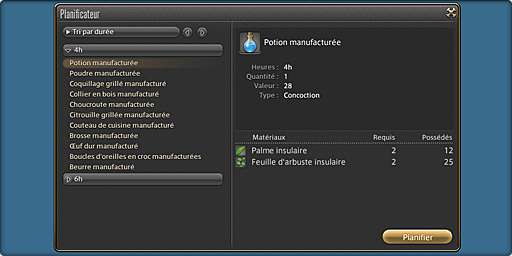 Planificateur
Tri par durée
4h
Potion manufacturée
Poudre manufacturée
Coquillage grillé manufacturé
Collier en bois manufacturé
Choucroute manufacturée
Citrouille grillée manufacturée
Couteau de cuisine manufacturé
Brosse manufacturée
Œuf dur manufacturé
Boucles d'oreilles en croc manufacturées
Beurre manufacturé
6h
Potion manufacturée
Heures : 4h
Quantité : 1
Valeur : 28
Type : Concoction
Matériaux Requis Possédés
Palme insulaire 2 12
Feuille d'arbuste insulaire 2 25
Planifier